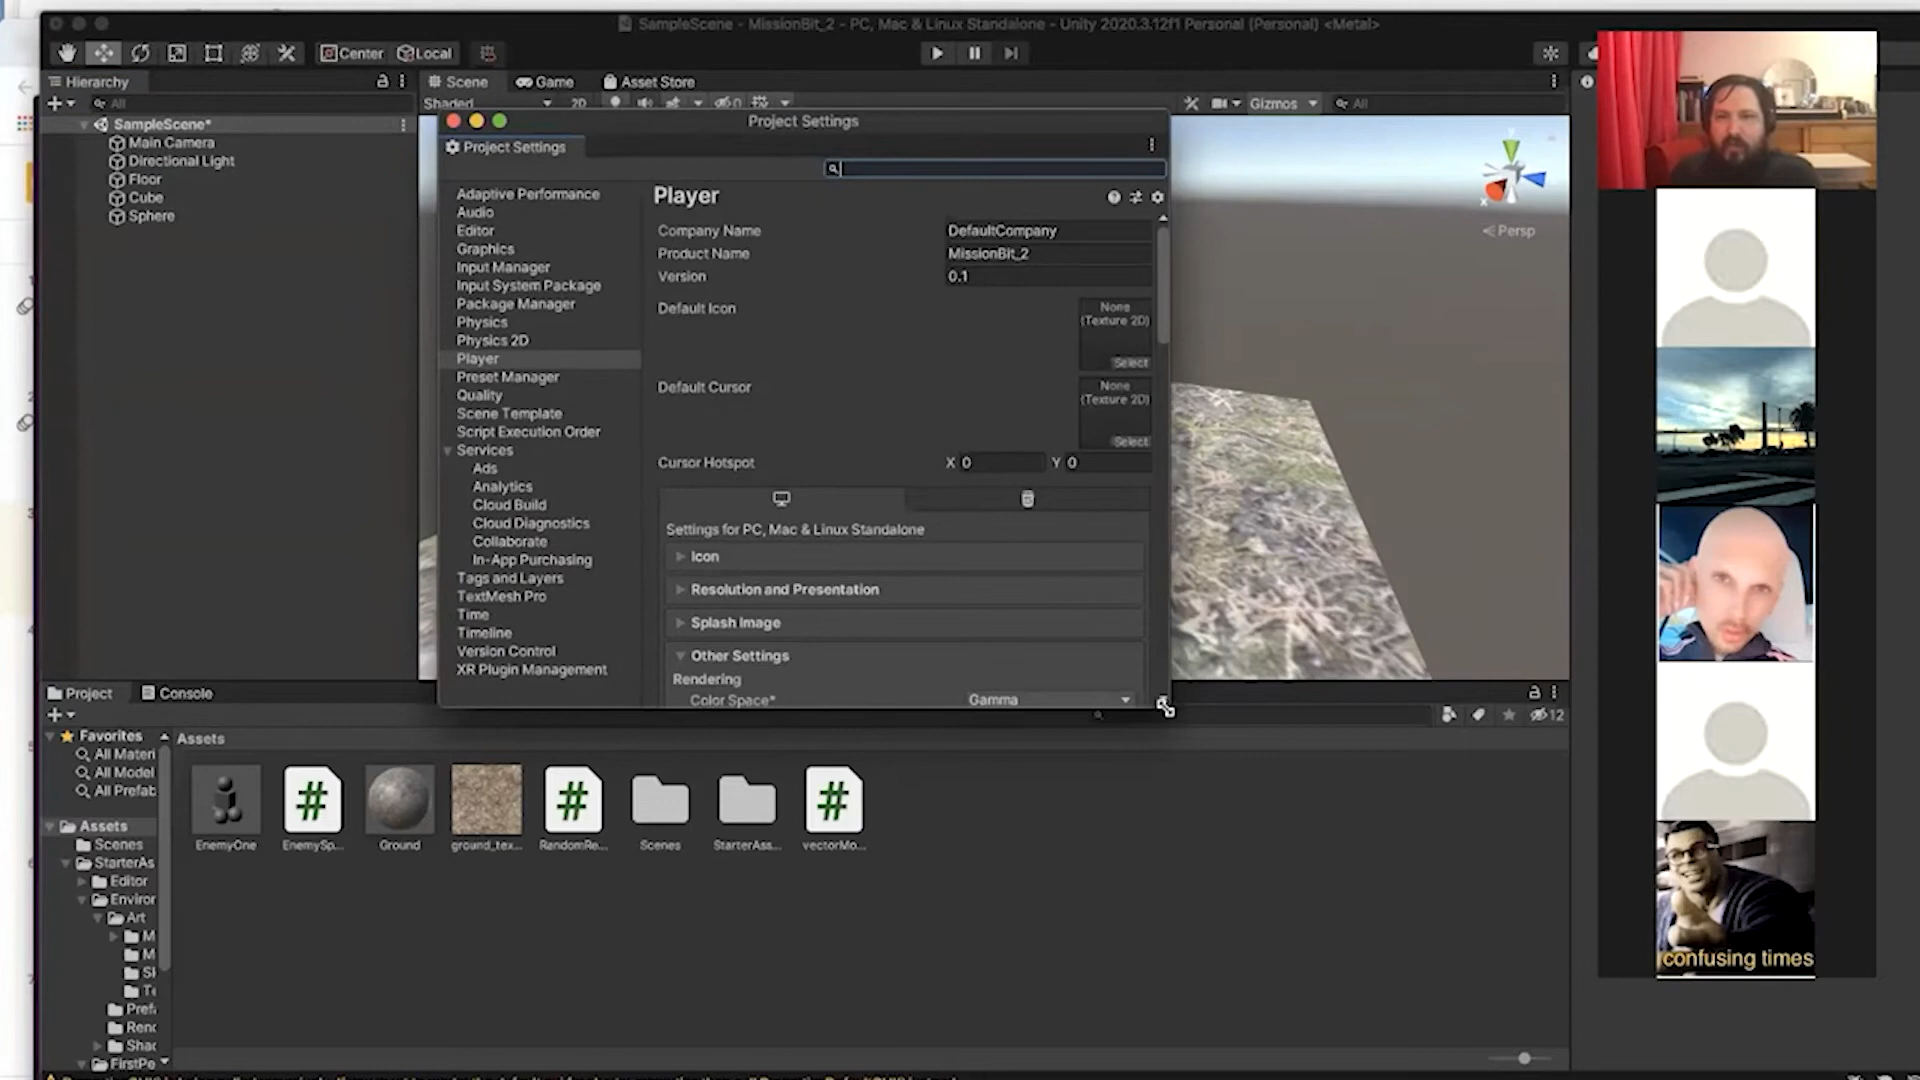 SampleScene - MissionBit_2 - PC, Mac & Linux Standalone - Unity 2020.3.12f1 Personal (Personal) <Metal>
Center
Local
Hierarchy
Scene
Game
Asset Store
All
Shaded
2D
0
Gizmos
All
SampleScene*
Main Camera
Directional Light
Floor
Cube
Sphere
Persp
Project Settings
Project Settings
Adaptive Performance
Audio
Editor
Graphics
Input Manager
Input System Package
Package Manager
Physics
Physics 2D
Player
Preset Manager
Quality
Scene Template
Script Execution Order
Services
Ads
Analytics
Cloud Build
Cloud Diagnostics
Collaborate
In-App Purchasing
Tags and Layers
TextMesh Pro
Time
Timeline
Version Control
XR Plugin Management
Player
Company Name DefaultCompany
Product Name MissionBit_2
Version 0.1
Default Icon
None
(Texture 2D)
Select
Default Cursor
None
(Texture 2D)
Select
Cursor Hotspot X 0 Y 0
Settings for PC, Mac & Linux Standalone
Icon
Resolution and Presentation
Splash Image
Other Settings
Rendering
Color Space* Gamma
Project
Console
12
Favorites
All Materi
All Model
All Prefab
Assets
Scenes
StarterAs
Editor
Enviror
Art
M
M
Sk
Te
Prefa
Renc
Shac
FirstPe
Assets
EnemyOne
EnemySp...
Ground
ground_tex...
RandomRe...
Scenes
StarterAss...
vectorMo...
confusing times